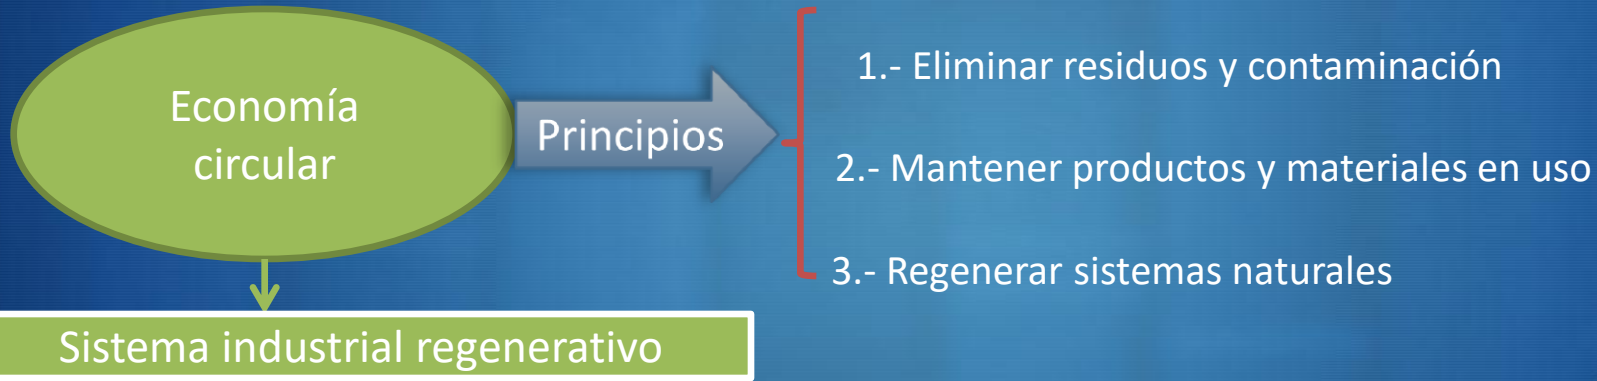 Economía
circular
Principios
1.- Eliminar residuos y contaminación
2.- Mantener productos y materiales en uso
3.- Regenerar sistemas naturales
Sistema industrial regenerativo